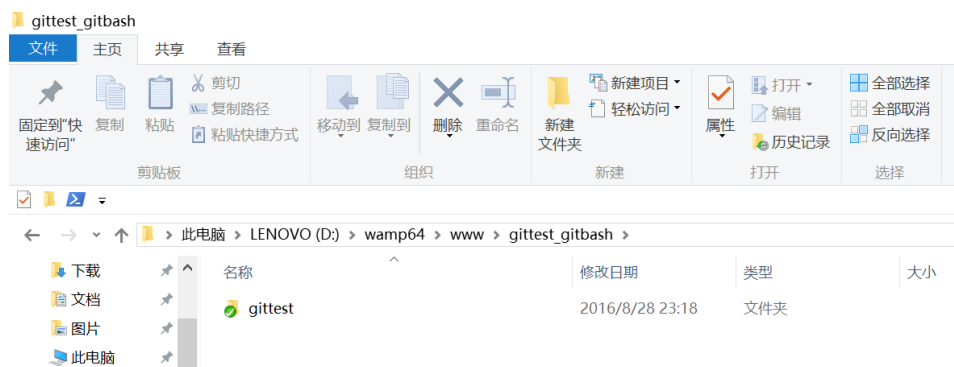 gittest_gitbash
文件 主页 共享 查看
固定到"快速访问"
复制
粘贴
剪切
复制路径
粘贴快捷方式
剪贴板
移动到
复制到
删除
重命名
组织
新建文件夹
新建项目
轻松访问
新建
属性
打开
编辑
历史记录
打开
全部选择
全部取消
反向选择
选择
此电脑 > LENOVO (D:) > wamp64 > www > gittest_gitbash >
下载
文档
图片
此电脑
名称 修改日期 类型 大小
gittest 2016/8/28 23:18 文件夹